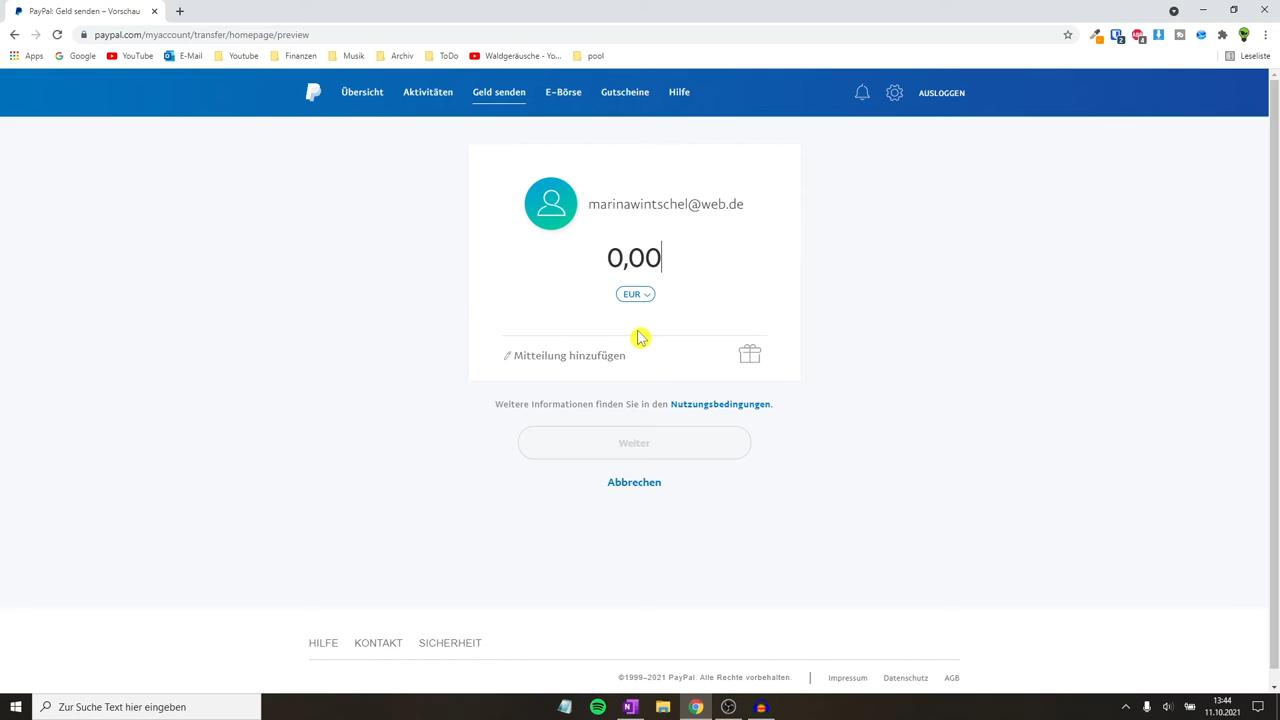 PayPal: Geld senden – Vorschau
paypal.com/myaccount/transfer/homepage/preview
2
4
Apps
Google
YouTube
E-Mail
Youtube
Finanzen
Musik
Archiv
ToDo
Waldgeräusche - Yo...
pool
Leseliste
Übersicht
Aktivitäten
Geld senden
E-Börse
Gutscheine
Hilfe
AUSLOGGEN
marinawintschel@web.de
0,00
EUR
Mitteilung hinzufügen
Weitere Informationen finden Sie in den Nutzungsbedingungen.
Weiter
Abbrechen
HILFE
KONTAKT
SICHERHEIT
©1999–2021 PayPal. Alle Rechte vorbehalten.
Impressum
Datenschutz
AGB
Zur Suche Text hier eingeben
13:44
11.10.2021